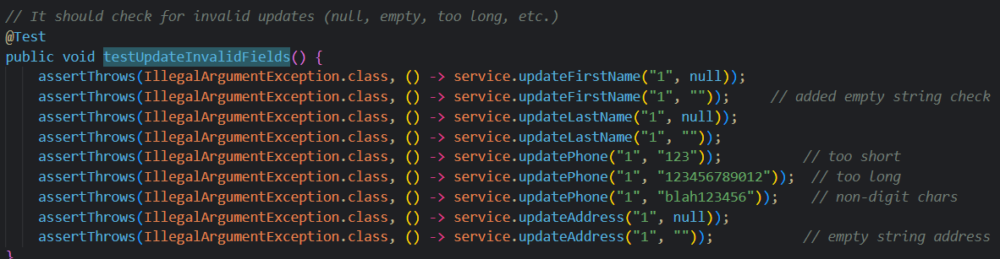 // It should check for invalid updates (null, empty, too long, etc.)
@Test
public void testUpdateInvalidFields() {
    assertThrows(IllegalArgumentException.class, () -> service.updateFirstName("1", null));
    assertThrows(IllegalArgumentException.class, () -> service.updateFirstName("1", ""));     // added empty string check
    assertThrows(IllegalArgumentException.class, () -> service.updateLastName("1", null));
    assertThrows(IllegalArgumentException.class, () -> service.updateLastName("1", ""));
    assertThrows(IllegalArgumentException.class, () -> service.updatePhone("1", "123"));          // too short
    assertThrows(IllegalArgumentException.class, () -> service.updatePhone("1", "123456789012"));  // too long
    assertThrows(IllegalArgumentException.class, () -> service.updatePhone("1", "blah123456"));    // non-digit chars
    assertThrows(IllegalArgumentException.class, () -> service.updateAddress("1", null));
    assertThrows(IllegalArgumentException.class, () -> service.updateAddress("1", ""));           // empty string address
}